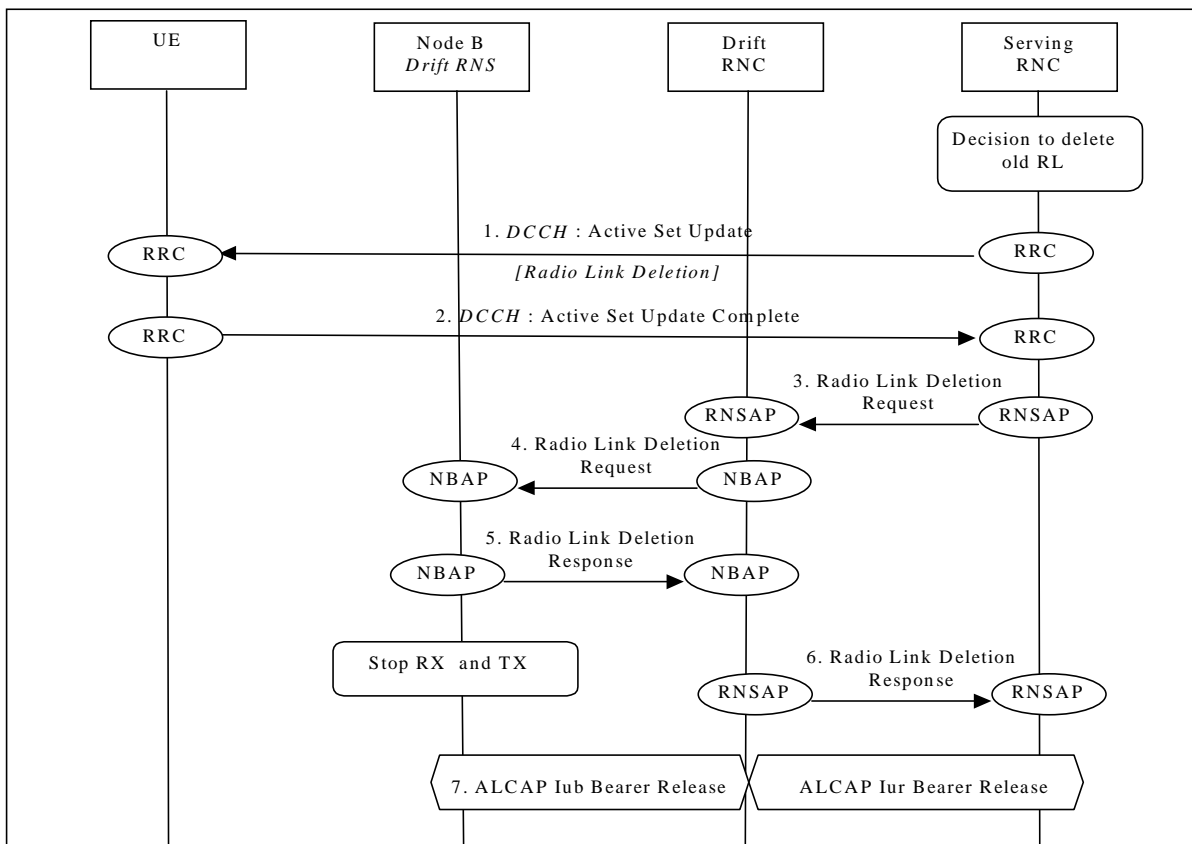 UE
Node B
Drift RNS
Drift
RNC
Serving
RNC
Decision to delete
old RL
1. DCCH : Active Set Update
RRC
RRC
[Radio Link Deletion]
2. DCCH : Active Set Update Complete
RRC
RRC
3. Radio Link Deletion
Request
RNSAP
RNSAP
4. Radio Link Deletion
Request
NBAP
NBAP
5. Radio Link Deletion
Response
NBAP
NBAP
Stop RX and TX
6. Radio Link Deletion
Response
RNSAP
RNSAP
7. ALCAP Iub Bearer Release
ALCAP Iur Bearer Release